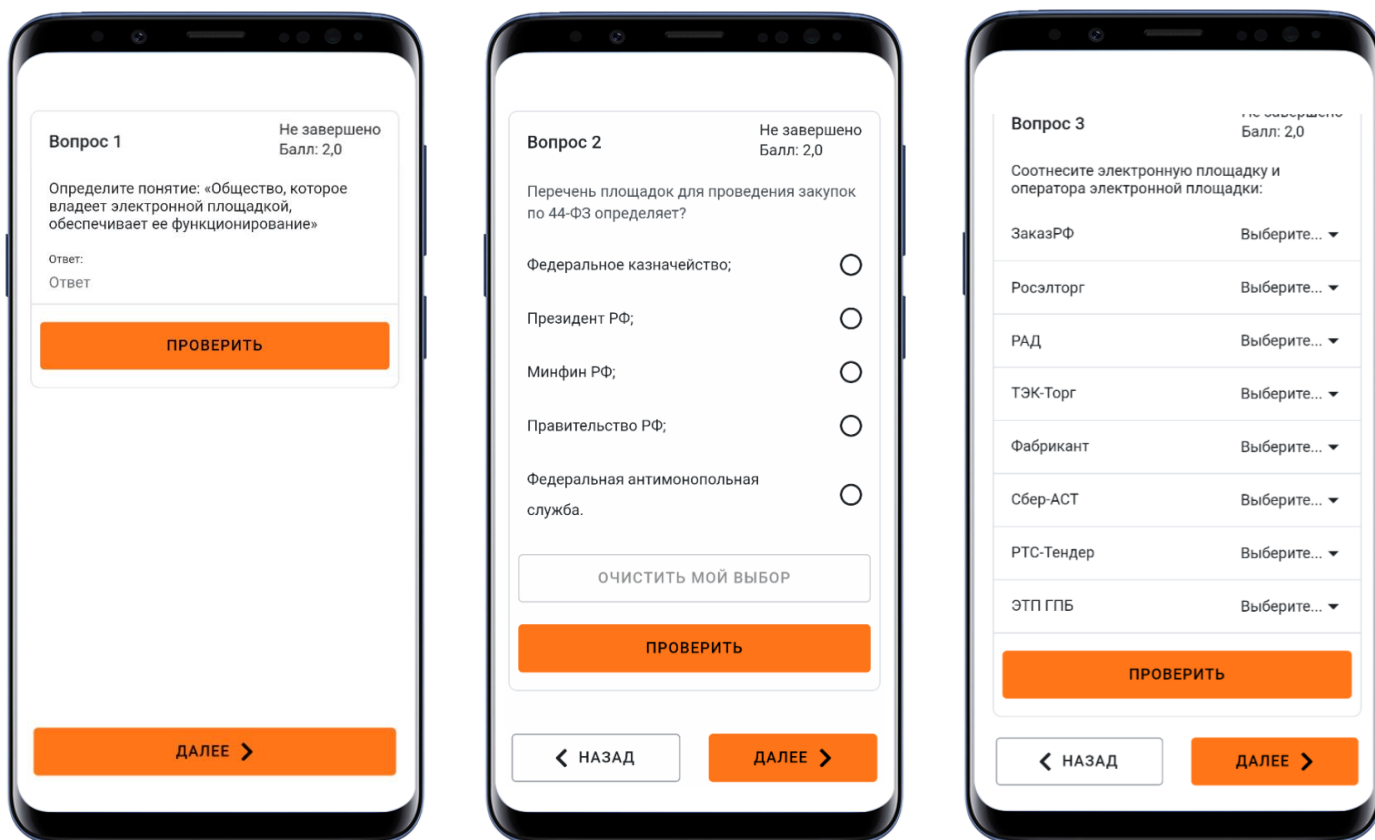 Вопрос 1
Не завершено
Балл: 2,0
Определите понятие: «Общество, которое
владеет электронной площадкой,
обеспечивает ее функционирование»
Ответ:
Ответ
ПРОВЕРИТЬ
ДАЛЕЕ
Вопрос 2
Не завершено
Балл: 2,0
Перечень площадок для проведения закупок
по 44-ФЗ определяет?
Федеральное казначейство;
Президент РФ;
Минфин РФ;
Правительство РФ;
Федеральная антимонопольная
служба.
ОЧИСТИТЬ МОЙ ВЫБОР
ПРОВЕРИТЬ
НАЗАД
ДАЛЕЕ
Вопрос 3
Не завершено
Балл: 2,0
Соотнесите электронную площадку и
оператора электронной площадки:
ЗаказРФ Выберите...
Росэлторг Выберите...
РАД Выберите...
ТЭК-Торг Выберите...
Фабрикант Выберите...
Сбер-АСТ Выберите...
РТС-Тендер Выберите...
ЭТП ГПБ Выберите...
ПРОВЕРИТЬ
НАЗАД
ДАЛЕЕ